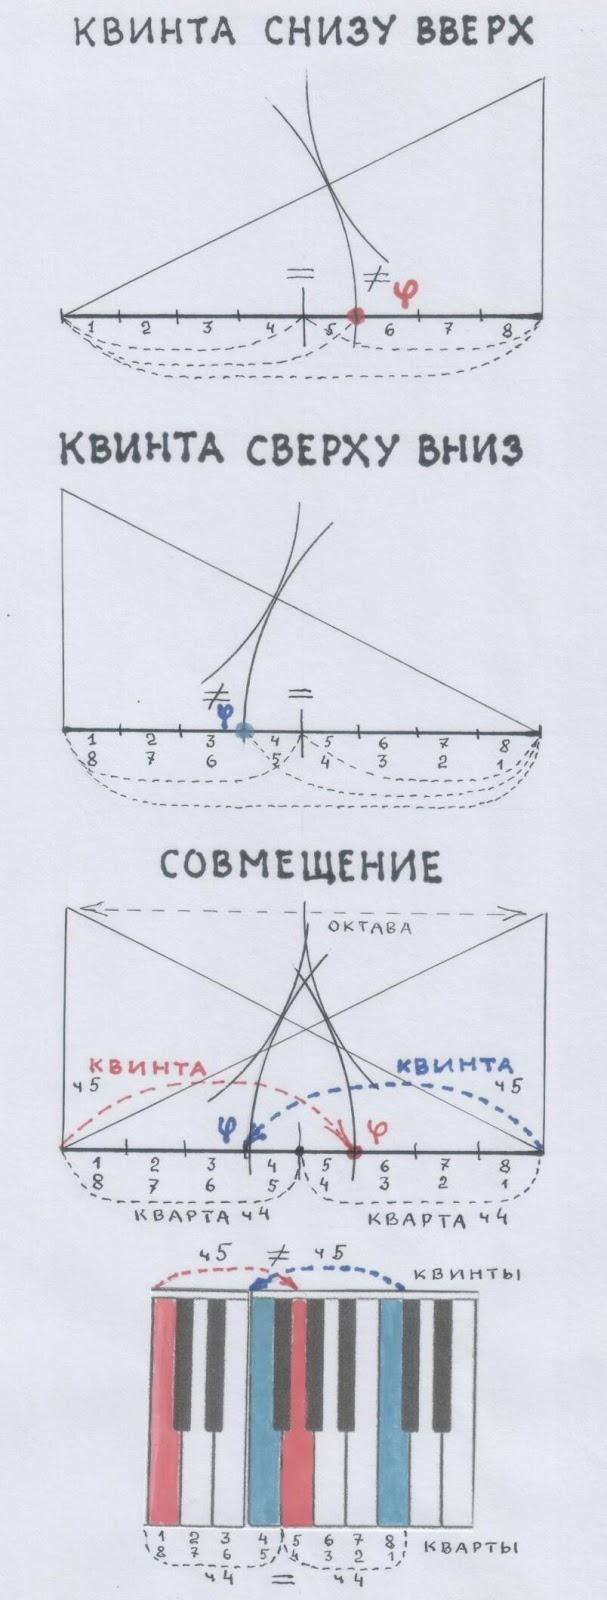 КВИНТА СНИЗУ ВВЕРХ
= ≠ φ
1 2 3 4 5 6 7 8
КВИНТА СВЕРХУ ВНИЗ
≠ =
φ
1 2 3 4 5 6 7 8
8 7 6 5 4 3 2 1
СОВМЕЩЕНИЕ
ОКТАВА
КВИНТА КВИНТА
ч5 ч5
φ φ
1 2 3 4 5 6 7 8
8 7 6 5 4 3 2 1
КВАРТА ч4 КВАРТА ч4
ч5 ≠ ч5
КВИНТЫ
1 2 3 4 5 6 7 8
8 7 6 5 4 3 2 1 КВАРТЫ
ч4 = ч4